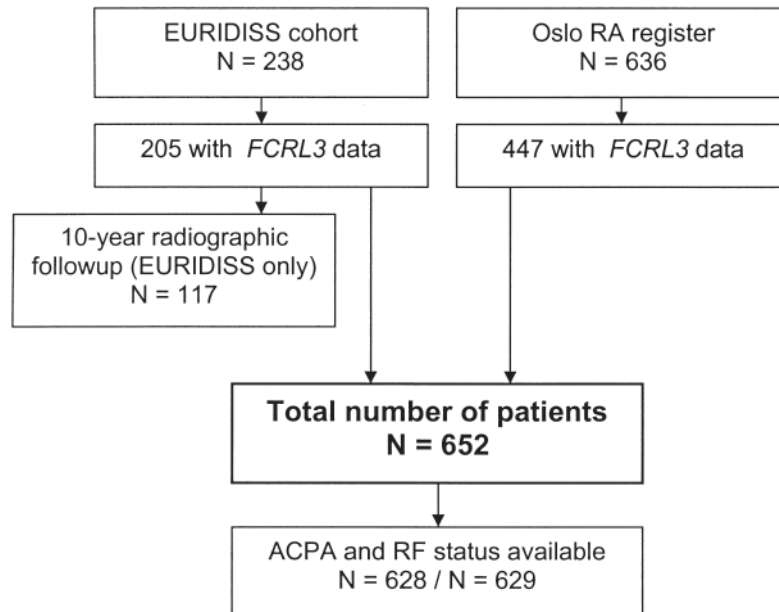 EURIDISS cohort
N = 238
Oslo RA register
N = 636
205 with FCRL3 data
447 with FCRL3 data
10-year radiographic
followup (EURIDISS only)
N = 117
Total number of patients
N = 652
ACPA and RF status available
N = 628 / N = 629